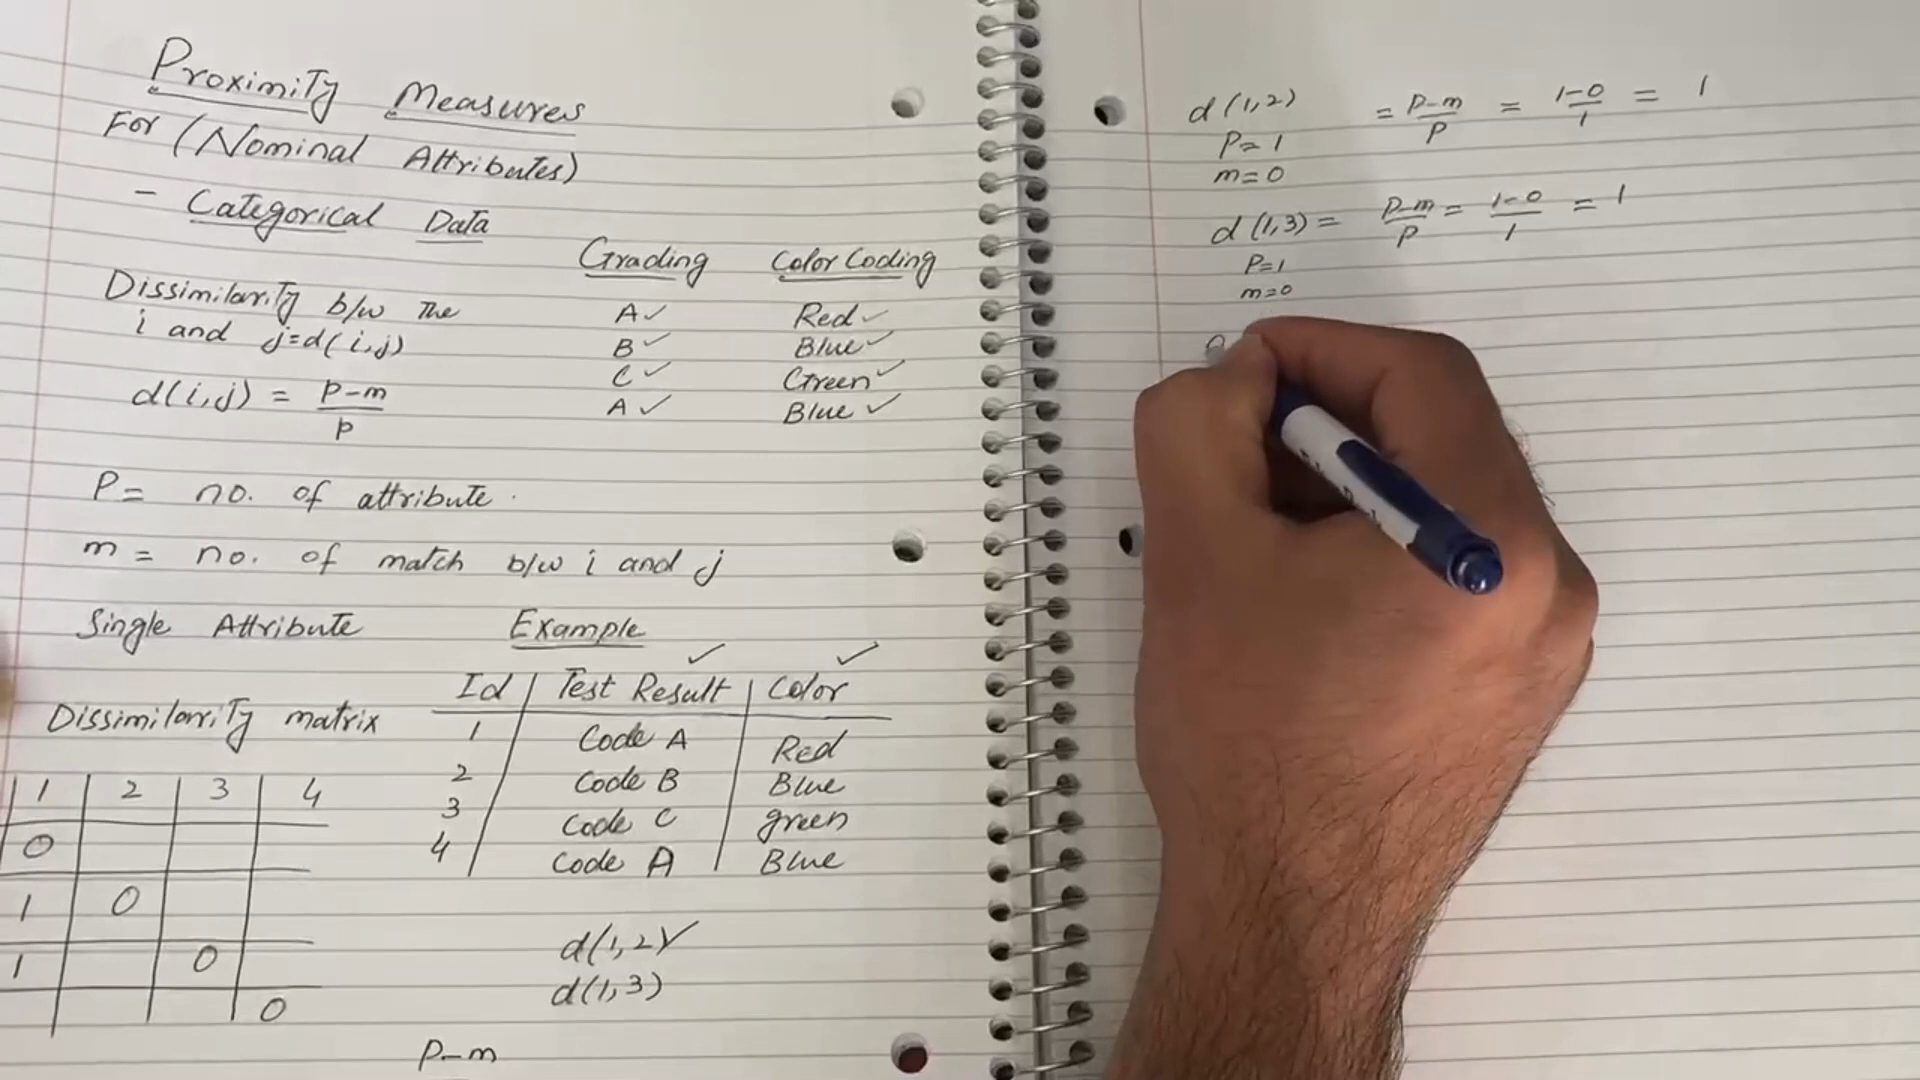 Proximity Measures
For (Nominal Attributes)
- Categorical Data
Dissimilarity b/w The
i and j=d(i,j)
d(i,j) = p-m
p
Grading Color Coding
A✓ Red✓
B✓ Blue✓
C✓ Green✓
A✓ Blue✓
P= no. of attribute.
m = no. of match b/w i and j
Single Attribute
Example
✓ ✓
Id Test Result Color
1 Code A Red
2 Code B Blue
3 Code C green
4 Code A Blue
Dissimilarity matrix
1 2 3 4
0
1 0
1 0
0
d(1,2)✓
d(1,3)
P-m
d(1,2) = P-m = 1-0 = 1
P 1
P=1
m=0
d(1,3) = P-m = 1-0 = 1
P 1
P=1
m=0